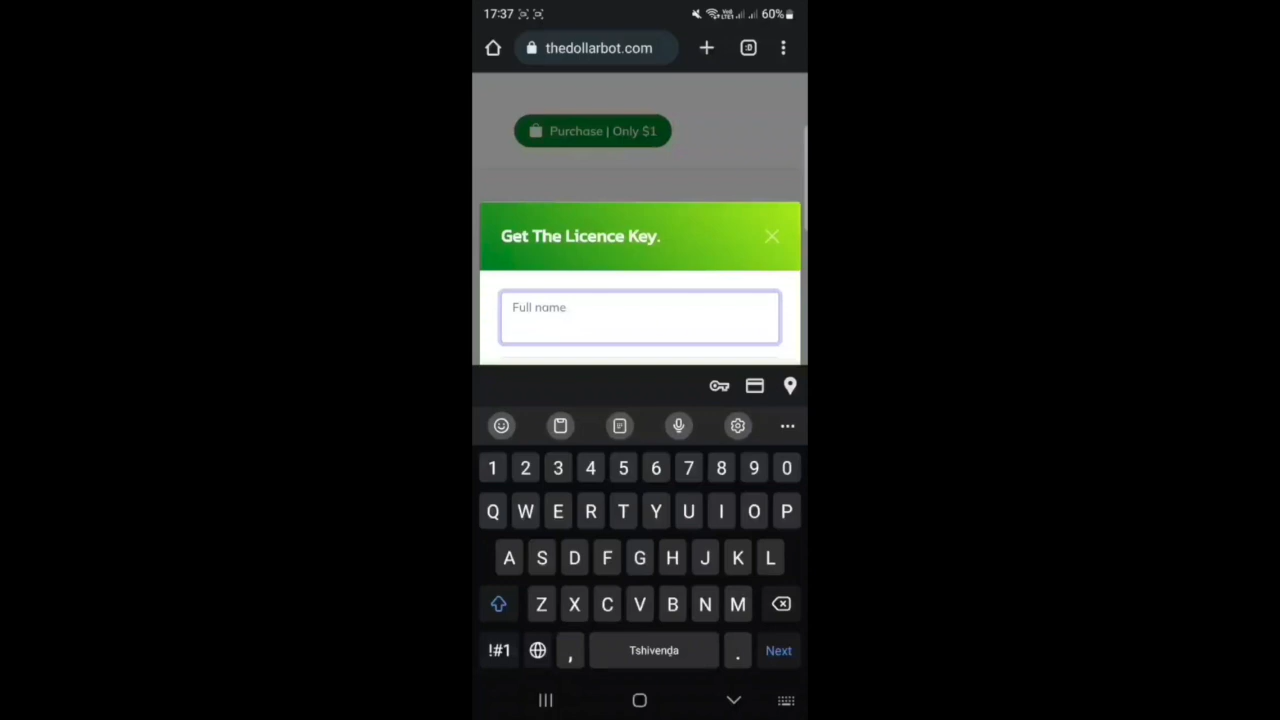 17:37 60%
thedollarbot.com :D
Purchase | Only $1
Get The Licence Key.
Full name
1 2 3 4 5 6 7 8 9 0
Q W E R T Y U I O P
A S D F G H J K L
Z X C V B N M
!#1 , Tshivenḓa . Next